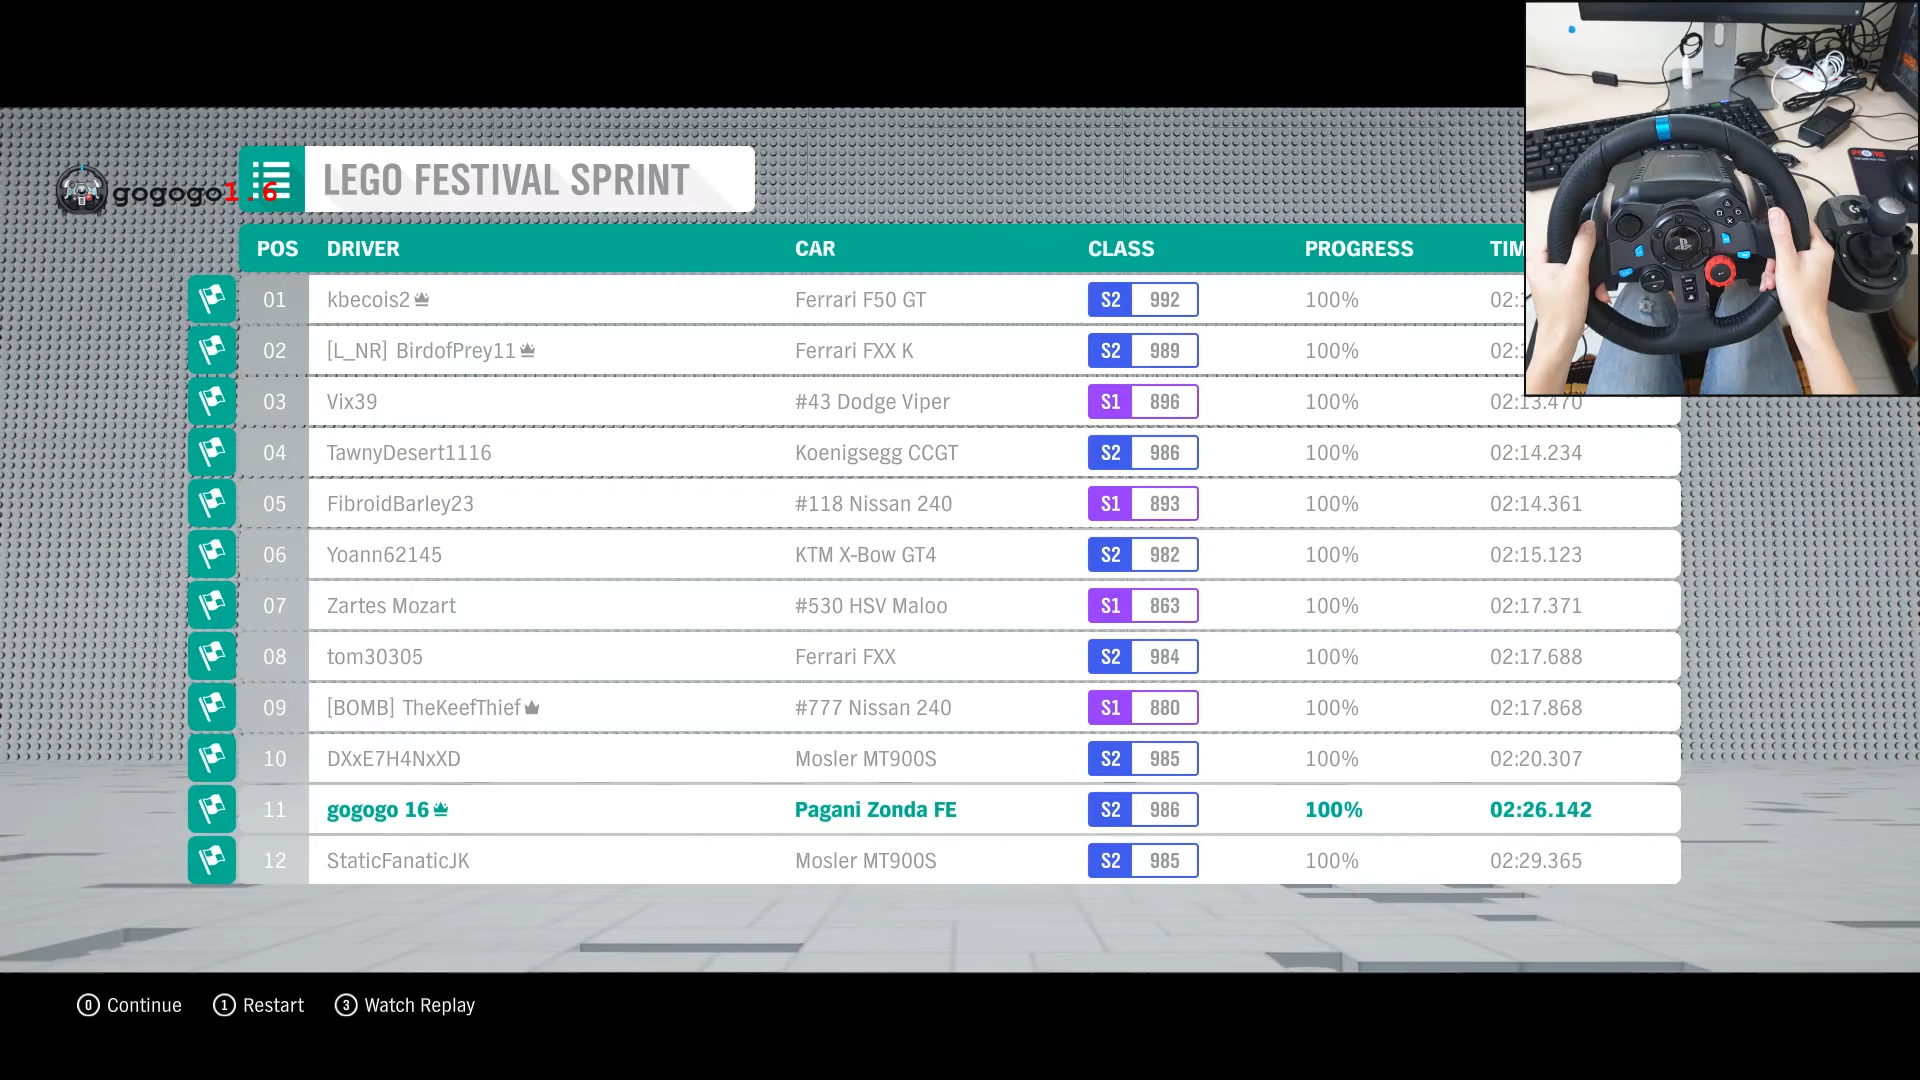 gogogo1.6
LEGO FESTIVAL SPRINT
POS DRIVER CAR CLASS PROGRESS
01 kbecois2 Ferrari F50 GT S2 992 100%
02 [L_NR] BirdofPrey11 Ferrari FXX K S2 989 100%
03 Vix39 #43 Dodge Viper S1 896 100% 02:13.470
04 TawnyDesert1116 Koenigsegg CCGT S2 986 100% 02:14.234
05 FibroidBarley23 #118 Nissan 240 S1 893 100% 02:14.361
06 Yoann62145 KTM X-Bow GT4 S2 982 100% 02:15.123
07 Zartes Mozart #530 HSV Maloo S1 863 100% 02:17.371
08 tom30305 Ferrari FXX S2 984 100% 02:17.688
09 [BOMB] TheKeefThief #777 Nissan 240 S1 880 100% 02:17.868
10 DXxE7H4NxXD Mosler MT900S S2 985 100% 02:20.307
11 gogogo 16 Pagani Zonda FE S2 986 100% 02:26.142
12 StaticFanaticJK Mosler MT900S S2 985 100% 02:29.365
0 Continue 1 Restart 3 Watch Replay